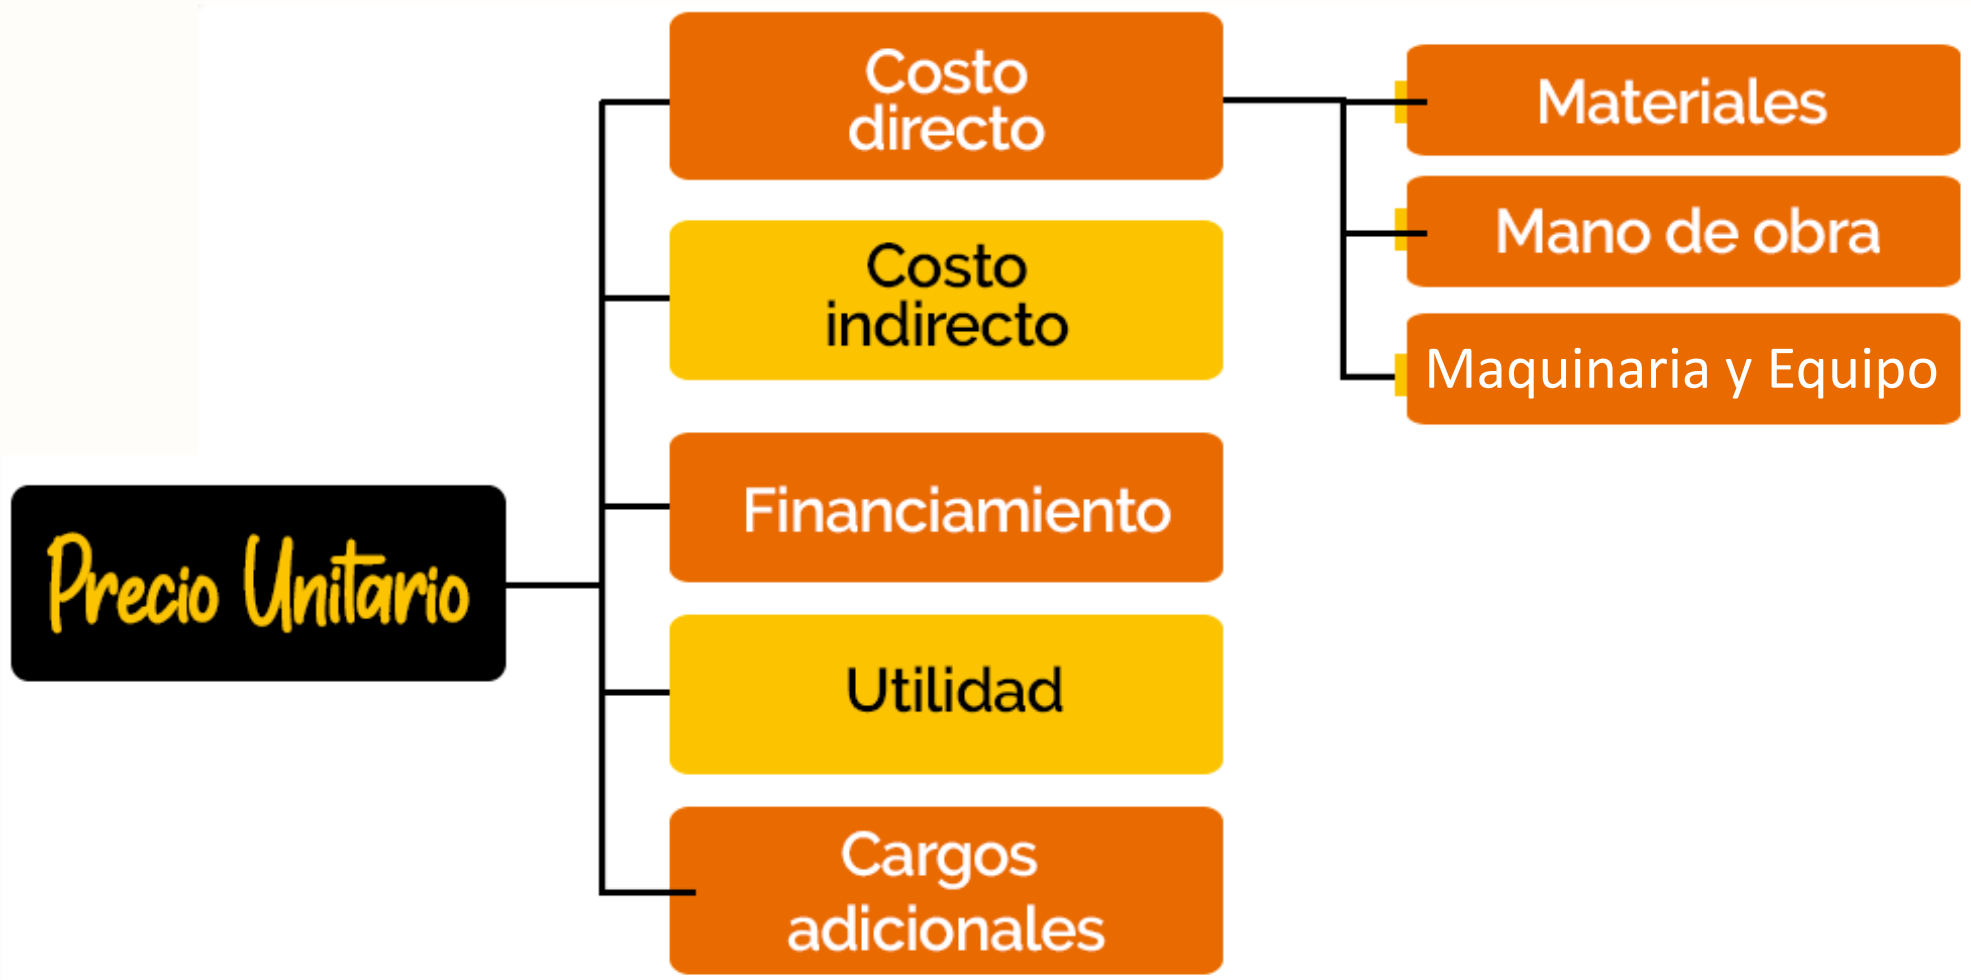 Costo
directo
Materiales
Mano de obra
Costo
indirecto
Maquinaria y Equipo
Financiamiento
Precio Unitario
Utilidad
Cargos
adicionales